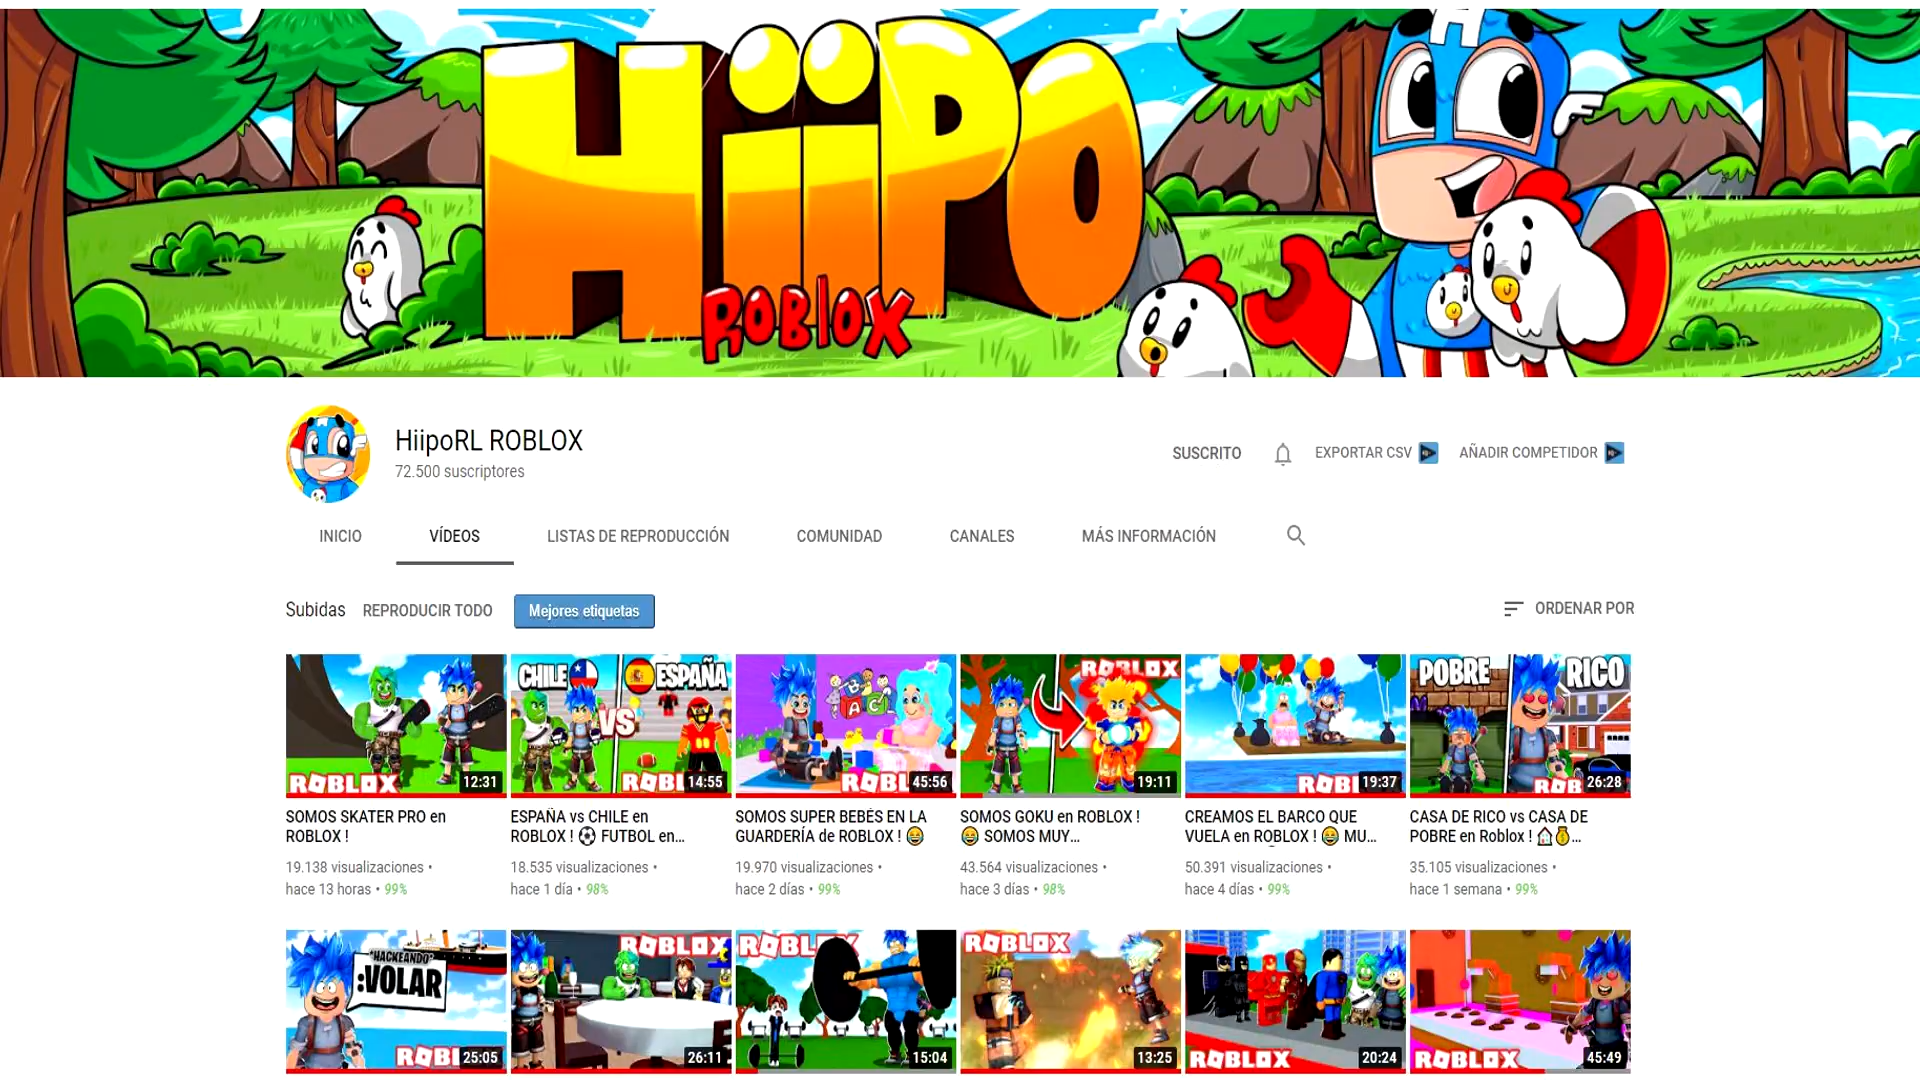 HiiPO
ROBLOX
HiipoRL ROBLOX
72.500 suscriptores
SUSCRITO
EXPORTAR CSV
AÑADIR COMPETIDOR
INICIO
VÍDEOS
LISTAS DE REPRODUCCIÓN
COMUNIDAD
CANALES
MÁS INFORMACIÓN
Subidas
REPRODUCIR TODO
Mejores etiquetas
ORDENAR POR
ROBLOX
12:31
SOMOS SKATER PRO en
ROBLOX !
19.138 visualizaciones •
hace 13 horas • 99%
CHILE
ESPAÑA
VS
ROBL
14:55
ESPAÑA vs CHILE en
ROBLOX ! ⚽ FUTBOL en...
18.535 visualizaciones •
hace 1 día • 98%
ABC
ROBL
45:56
SOMOS SUPER BEBÉS EN LA
GUARDERÍA de ROBLOX ! 😂
19.970 visualizaciones •
hace 2 días • 99%
ROBLOX
19:11
SOMOS GOKU en ROBLOX !
😂 SOMOS MUY...
43.564 visualizaciones •
hace 3 días • 98%
ROBL
19:37
CREAMOS EL BARCO QUE
VUELA en ROBLOX ! 😂 MU...
50.391 visualizaciones •
hace 4 días • 99%
POBRE
RICO
ROB
26:28
CASA DE RICO vs CASA DE
POBRE en Roblox ! 🏠💰...
35.105 visualizaciones •
hace 1 semana • 99%
"HACKEANDO"
:VOLAR
ROBL
25:05
ROBLOX
26:11
ROBLOX
15:04
ROBLOX
13:25
ROBLOX
20:24
ROBLOX
45:49